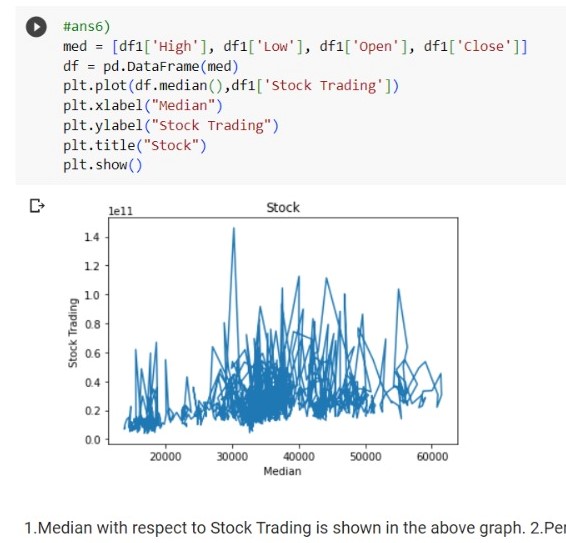 #ans6)
med = [df1['High'], df1['Low'], df1['Open'], df1['Close']]
df = pd.DataFrame(med)
plt.plot(df.median(),df1['Stock Trading'])
plt.xlabel("Median")
plt.ylabel("Stock Trading")
plt.title("Stock")
plt.show()
1e11
Stock
1.4
1.2
1.0
0.8
0.6
0.4
0.2
0.0
Stock Trading
20000 30000 40000 50000 60000
Median
1.Median with respect to Stock Trading is shown in the above graph. 2.Per